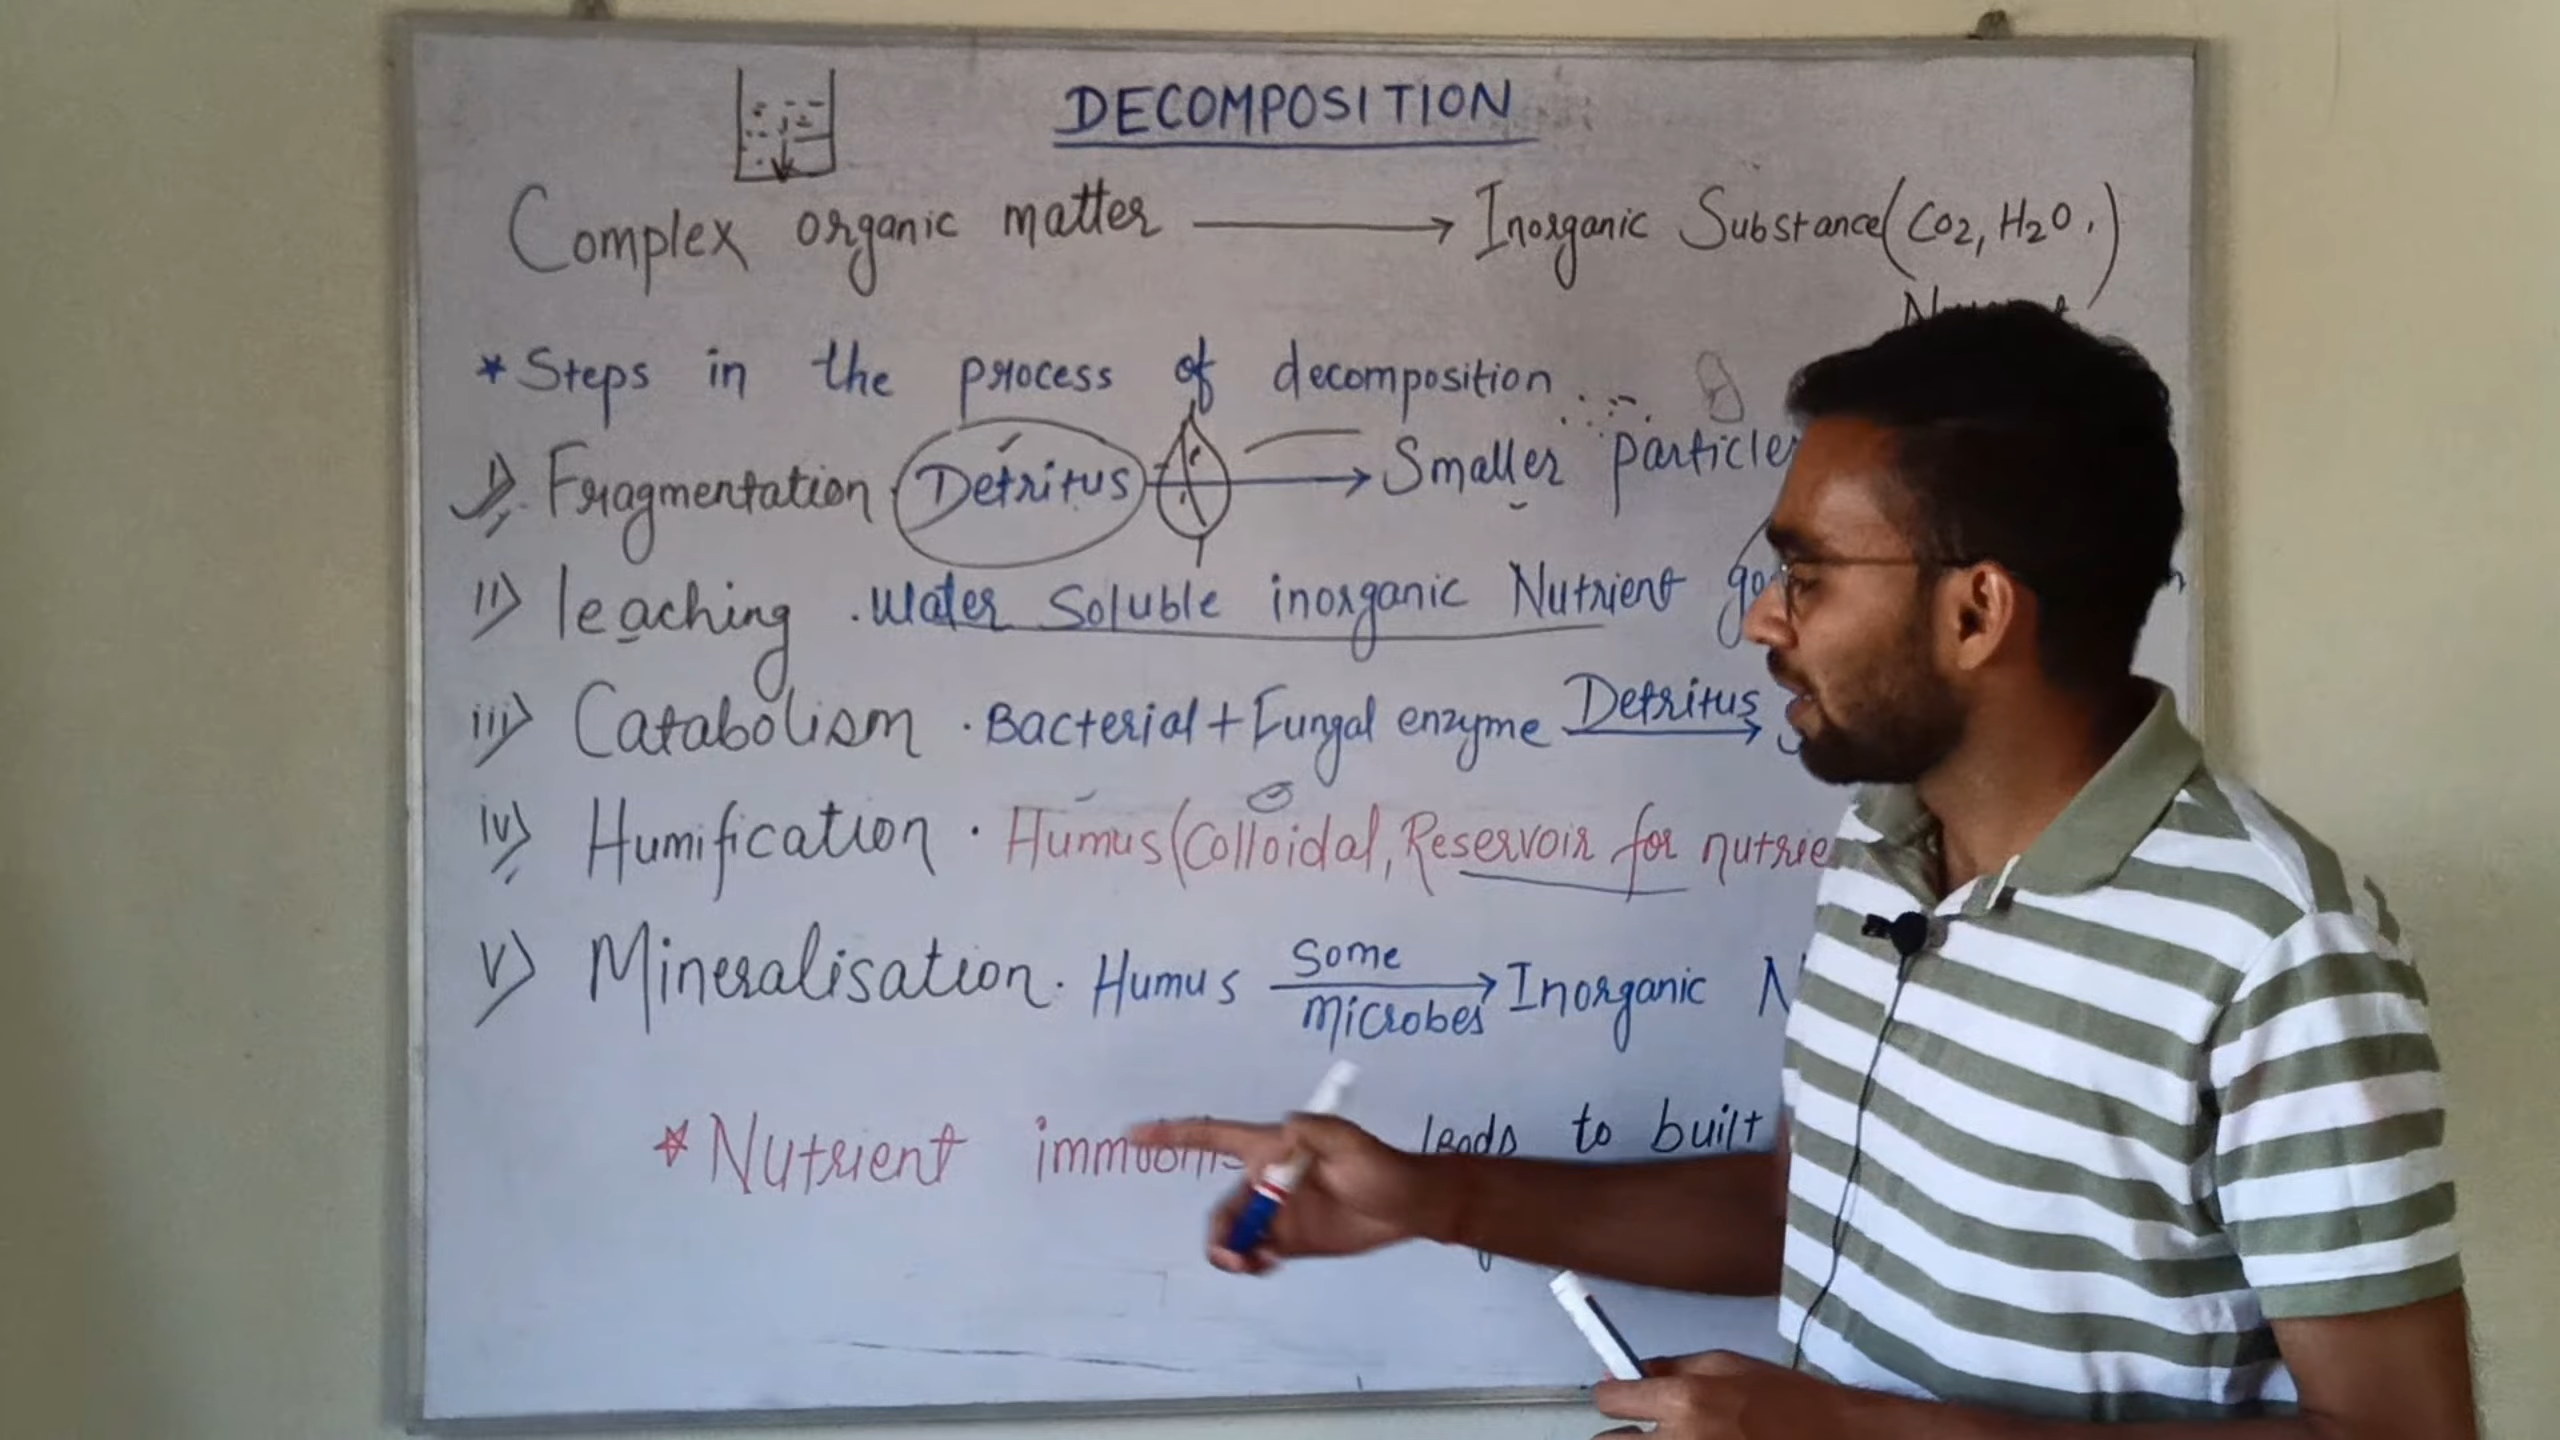 DECOMPOSITION
Complex organic matter → Inorganic Substance (CO2, H2O,)
* Steps in the process of decomposition
i) Fragmentation . Detritus → Smaller particles
ii) leaching . Water Soluble inorganic Nutrient
iii) Catabolism . Bacterial + Fungal enzyme Detritus →
iv) Humification . Humus (Colloidal, Reservoir for
v) Mineralisation . Humus Some Microbes → Inorganic
* Nutrient leads to built